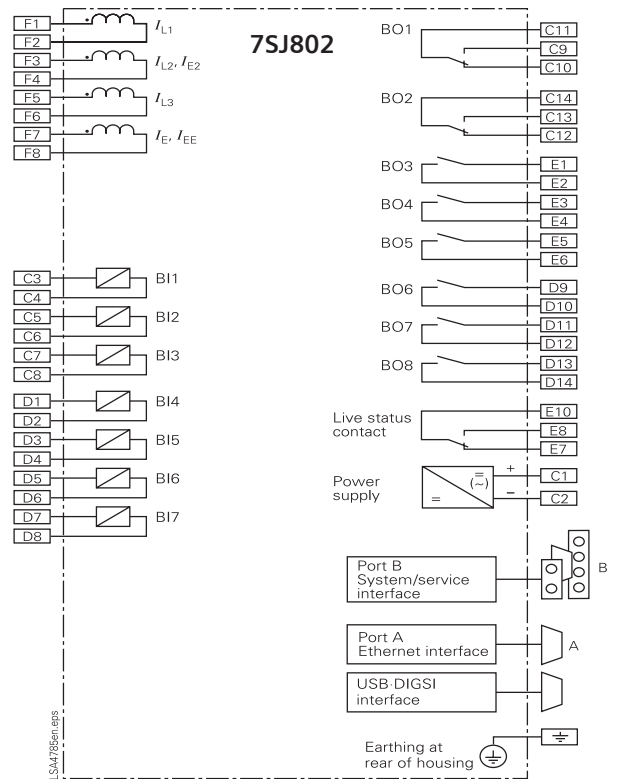 7SJ802
F1
F2
F3
F4
F5
F6
F7
F8
IL1
IL2, IE2
IL3
IE, IEE
C3
C4
C5
C6
C7
C8
D1
D2
D3
D4
D5
D6
D7
D8
BI1
BI2
BI3
BI4
BI5
BI6
BI7
BO1
C11
C9
C10
BO2
C14
C13
C12
BO3
E1
E2
BO4
E3
E4
BO5
E5
E6
BO6
D9
D10
BO7
D11
D12
BO8
D13
D14
Live status
contact
E10
E8
E7
Power
supply
=
(~)
=
+
–
C1
C2
Port B
System/service
interface
B
Port A
Ethernet interface
A
USB-DIGSI
interface
Earthing at
rear of housing
LSA4785en.eps